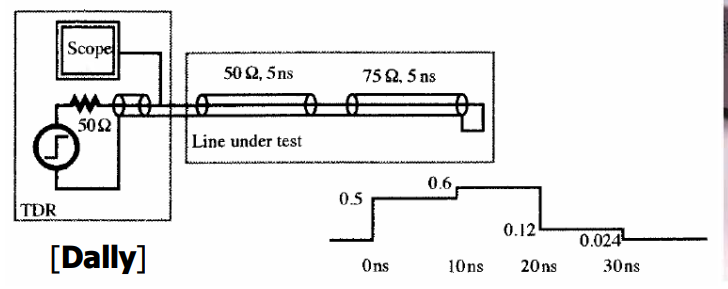 Scope
50 Ω, 5 ns
75 Ω, 5 ns
50Ω
Line under test
TDR
0.5
0.6
0.12
0.024
[Dally]
0ns
10ns
20ns
30ns